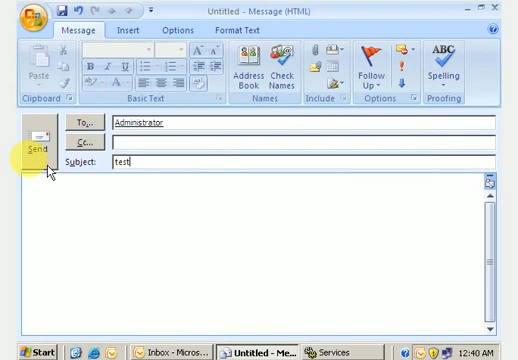 Untitled - Message (HTML)
Message Insert Options Format Text
Paste
Address Book
Check Names
Follow Up
Spelling
Clipboard Basic Text Names Include Options Proofing
To... Administrator
Send
Cc...
Subject: test
Start Inbox - Micros... Untitled - Me... Services 12:40 AM